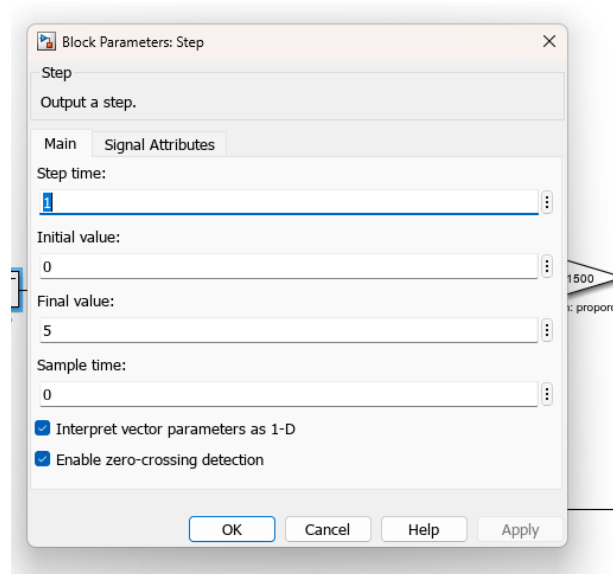 Block Parameters: Step
Step
Output a step.
Main Signal Attributes
Step time:
1
Initial value:
0
1500
Final value:
5
Sample time:
0
Interpret vector parameters as 1-D
Enable zero-crossing detection
OK Cancel Help Apply